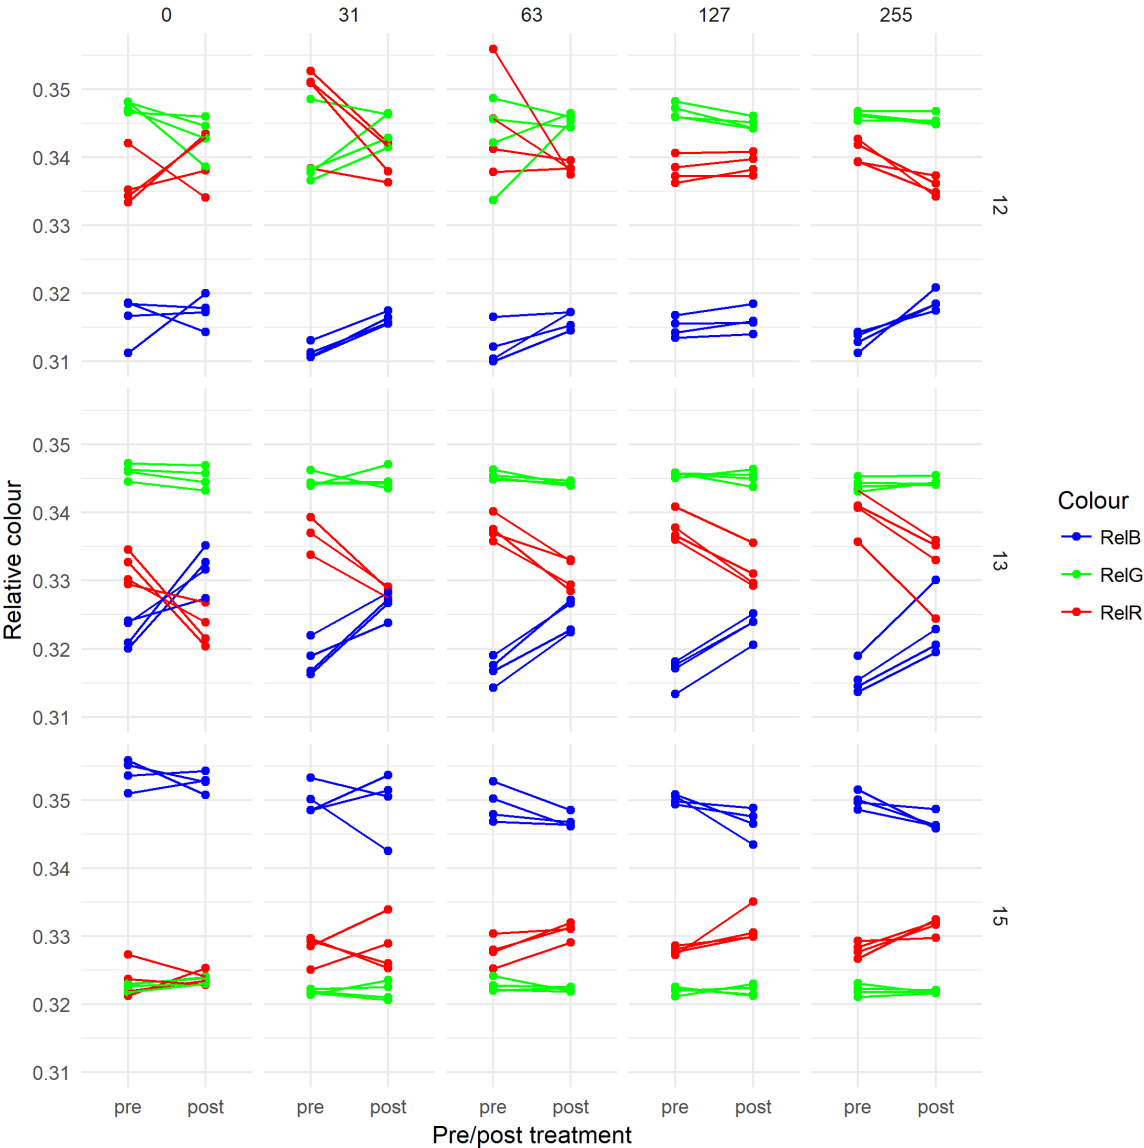 0 31 63 127 255
0.35
0.34
0.33
0.32
0.31
12
0.35
0.34
0.33
0.32
0.31
13
0.35
0.34
0.33
0.32
0.31
15
Relative colour
pre post pre post pre post pre post pre post
Pre/post treatment
Colour
RelB
RelG
RelR